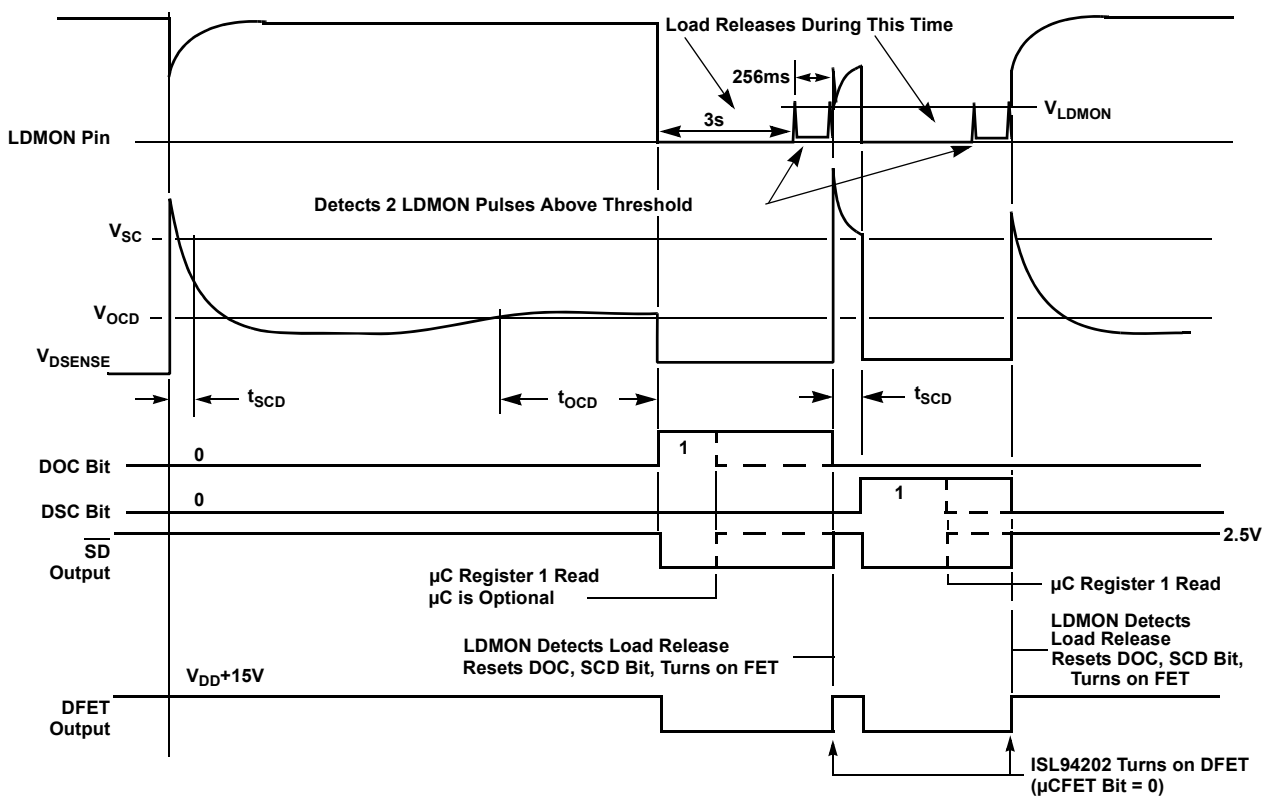 Load Releases During This Time
256ms
V_LDMON
3s
LDMON Pin
Detects 2 LDMON Pulses Above Threshold
V_SC
V_OCD
V_DSENSE
t_SCD
t_OCD
t_SCD
DOC Bit
0
1
DSC Bit
0
1
SD
Output
2.5V
µC Register 1 Read
µC is Optional
µC Register 1 Read
LDMON Detects Load Release
Resets DOC, SCD Bit, Turns on FET
LDMON Detects
Load Release
Resets DOC, SCD Bit,
Turns on FET
V_DD+15V
DFET
Output
ISL94202 Turns on DFET
(µCFET Bit = 0)